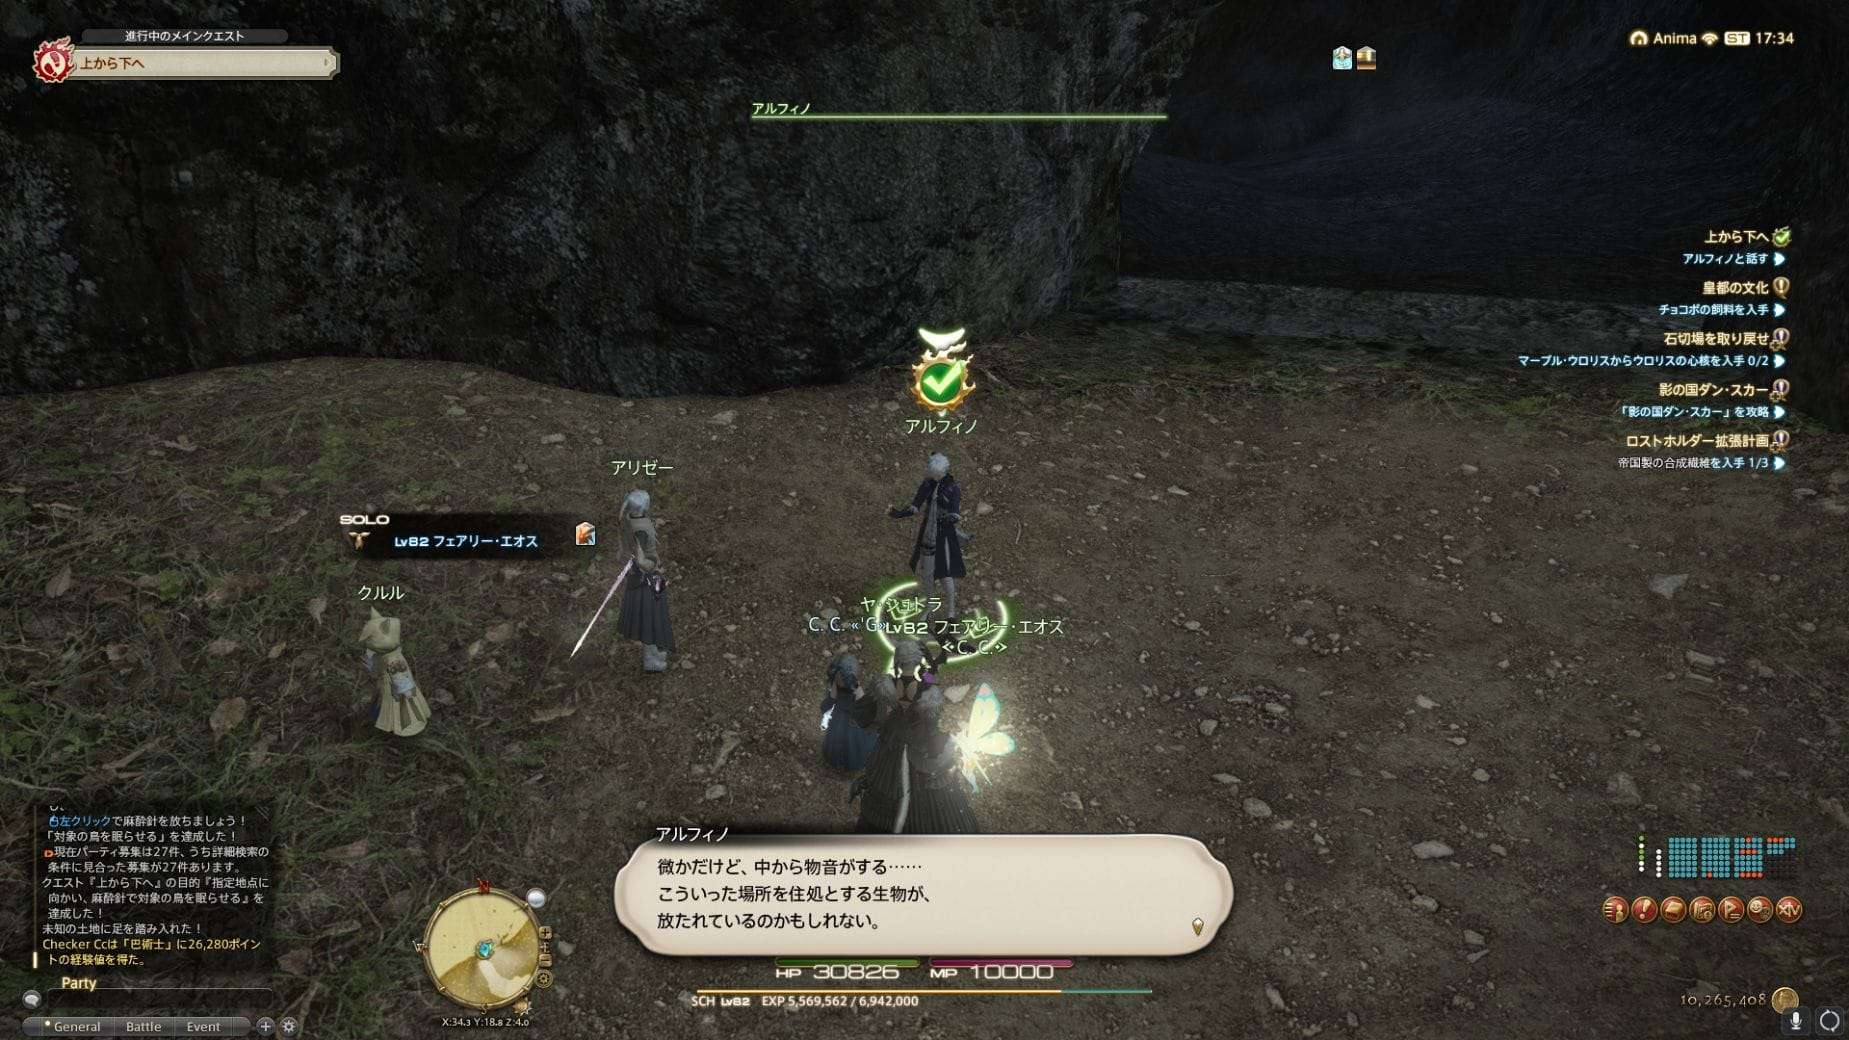 進行中のメインクエスト
上から下へ
Anima ST 17:34
アルフィノ
上から下へ
アルフィノと話す
皇都の文化
チョコボの飼料を入手
石切場を取り戻せ
マーブル・ウロリスからウロリスの心核を入手 0/2
影の国ダン・スカー
「影の国ダン・スカー」を攻略
ロストホルダー拡張計画
帝国製の合成繊維を入手 1/3
アルフィノ
アリゼー
SOLO
Lv82 フェアリー・エオス
クルル
ヤ・シュトラ
C. C. «'G»
Lv82 フェアリー・エオス
C. C.
左クリックで麻酔針を放ちましょう！
「対象の鳥を眠らせる」を達成した！
現在パーティ募集は27件、うち詳細検索の
条件に見合った募集が27件あります。
クエスト『上から下へ』の目的『指定地点に
向かい、麻酔針で対象の鳥を眠らせる』を
達成した！
未知の土地に足を踏み入れた！
Checker Ccは「巴術士」に26,280ポイン
トの経験値を得た。
Party
General Battle Event
X:34.3 Y:18.8 Z:4.0
アルフィノ
微かだけど、中から物音がする……
こういった場所を住処とする生物が、
放たれているのかもしれない。
HP 30826 MP 10000
SCH Lv82 EXP 5,569,562 / 6,942,000
XIV
10,265,408